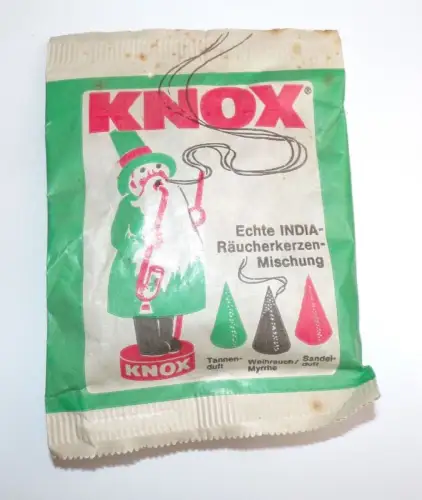 KNOX®
Echte INDIA-
Räucherkerzen-
Mischung
Tannen-
duft
Weihrauch/
Myrrhe
Sandel-
duft
KNOX